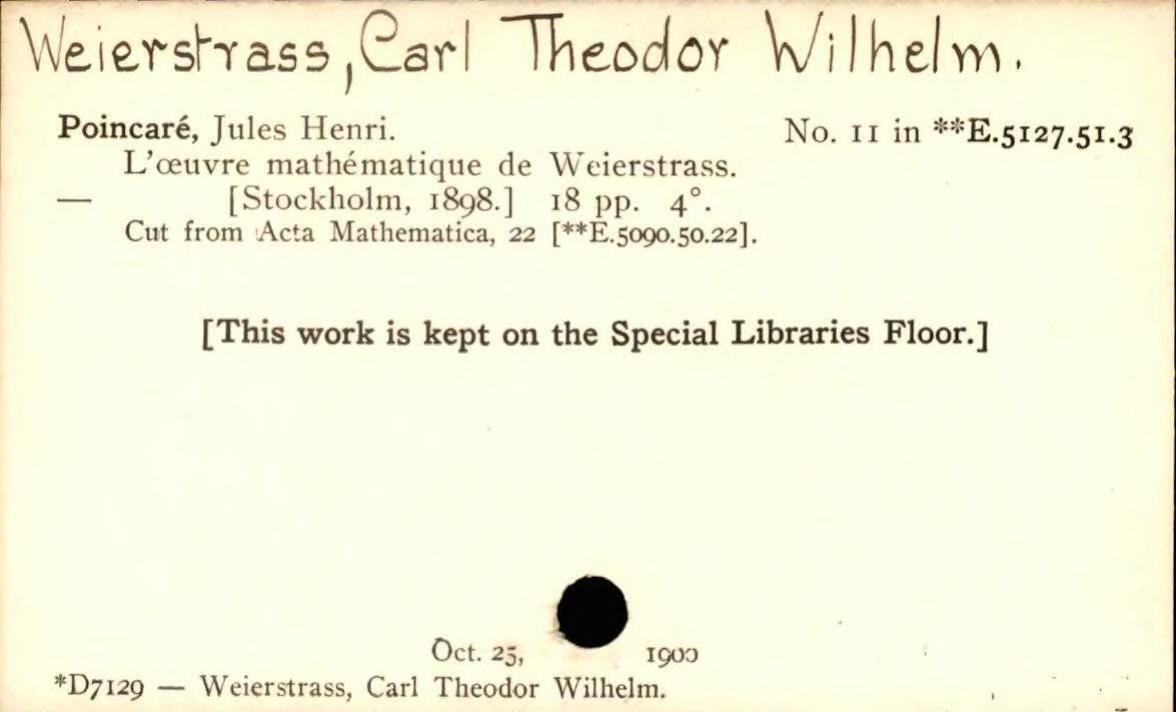 Weierstrass, Carl Theodor Wilhelm.
Poincaré, Jules Henri. No. 11 in **E.5127.51.3
L'œuvre mathématique de Weierstrass.
— [Stockholm, 1898.] 18 pp. 4°.
Cut from Acta Mathematica, 22 [**E.5090.50.22].
[This work is kept on the Special Libraries Floor.]
Oct. 25, 1900
*D7129 — Weierstrass, Carl Theodor Wilhelm.